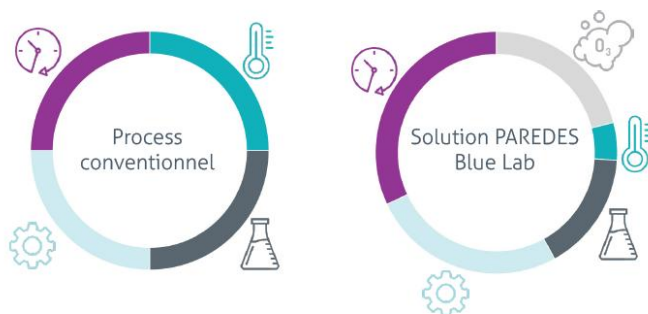 Process
conventionnel
Solution PAREDES
Blue Lab
O3